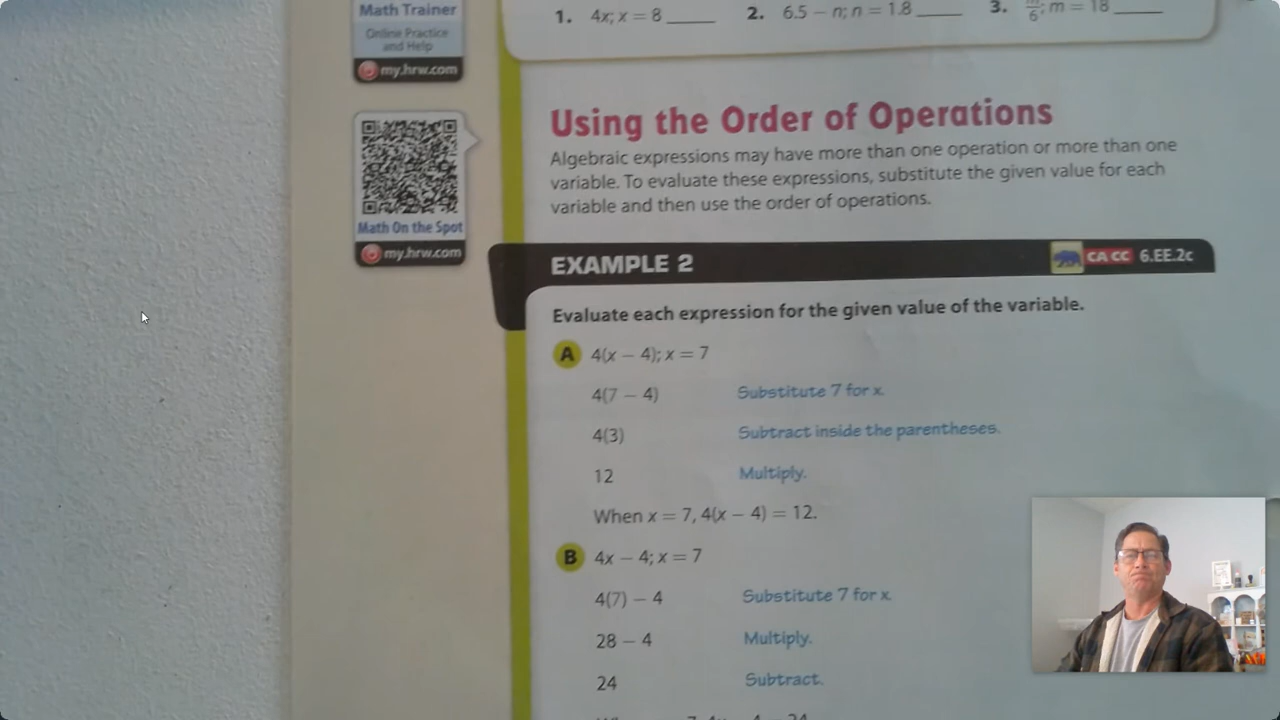 Math Trainer
Online Practice
and Help
my.hrw.com
1. 4x; x = 8 _____ 2. 6.5 − n; n = 1.8 _____ 3. m/6; m = 18 _____
Math On the Spot
my.hrw.com
Using the Order of Operations
Algebraic expressions may have more than one operation or more than one
variable. To evaluate these expressions, substitute the given value for each
variable and then use the order of operations.
EXAMPLE 2 CA CC 6.EE.2c
Evaluate each expression for the given value of the variable.
A 4(x − 4); x = 7
4(7 − 4) Substitute 7 for x.
4(3) Subtract inside the parentheses.
12 Multiply.
When x = 7, 4(x − 4) = 12.
B 4x − 4; x = 7
4(7) − 4 Substitute 7 for x.
28 − 4 Multiply.
24 Subtract.